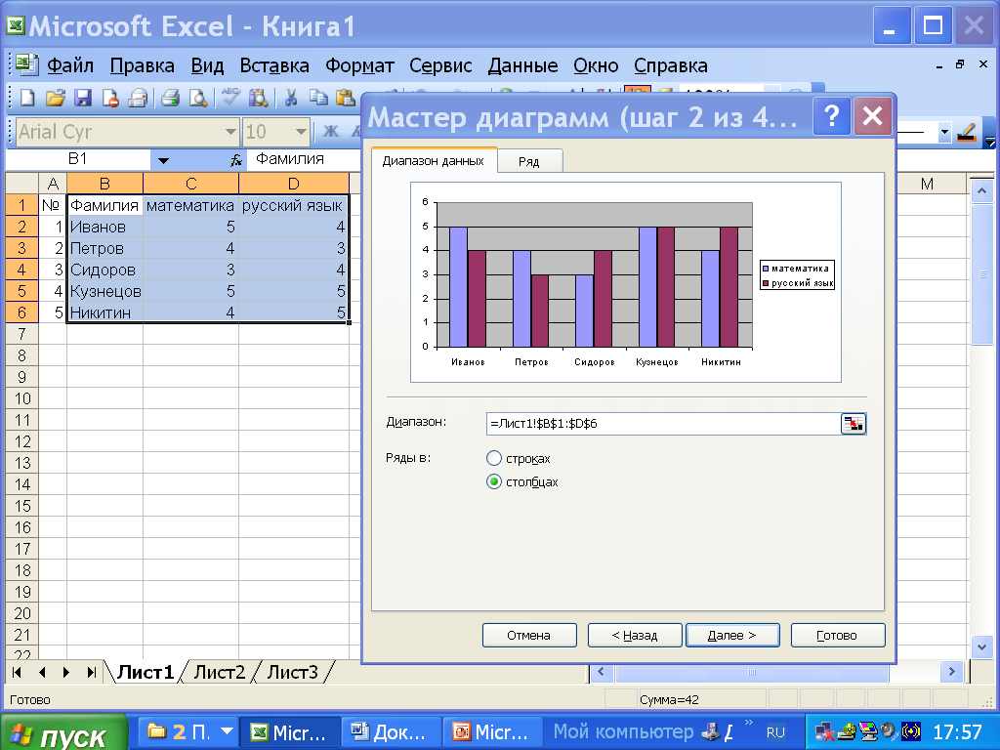 Microsoft Excel - Книга1
Файл Правка Вид Вставка Формат Сервис Данные Окно Справка
Arial Cyr 10 Ж
B1 fx Фамилия
A B C D M
1 № Фамилия математика русский язык
2 1 Иванов 5 4
3 2 Петров 4 3
4 3 Сидоров 3 4
5 4 Кузнецов 5 5
6 5 Никитин 4 5
7
8
9
10
11
12
13
14
15
16
17
18
19
20
21
22
Мастер диаграмм (шаг 2 из 4...
Диапазон данных Ряд
6
5
4
3
2
1
0
Иванов Петров Сидоров Кузнецов Никитин
математика
русский язык
Диапазон: =Лист1!$B$1:$D$6
Ряды в: строках
столбцах
Отмена < Назад Далее > Готово
Лист1 Лист2 Лист3
Готово Сумма=42
пуск 2 П. Micr... Док... Micr... Мой компьютер » RU 17:57